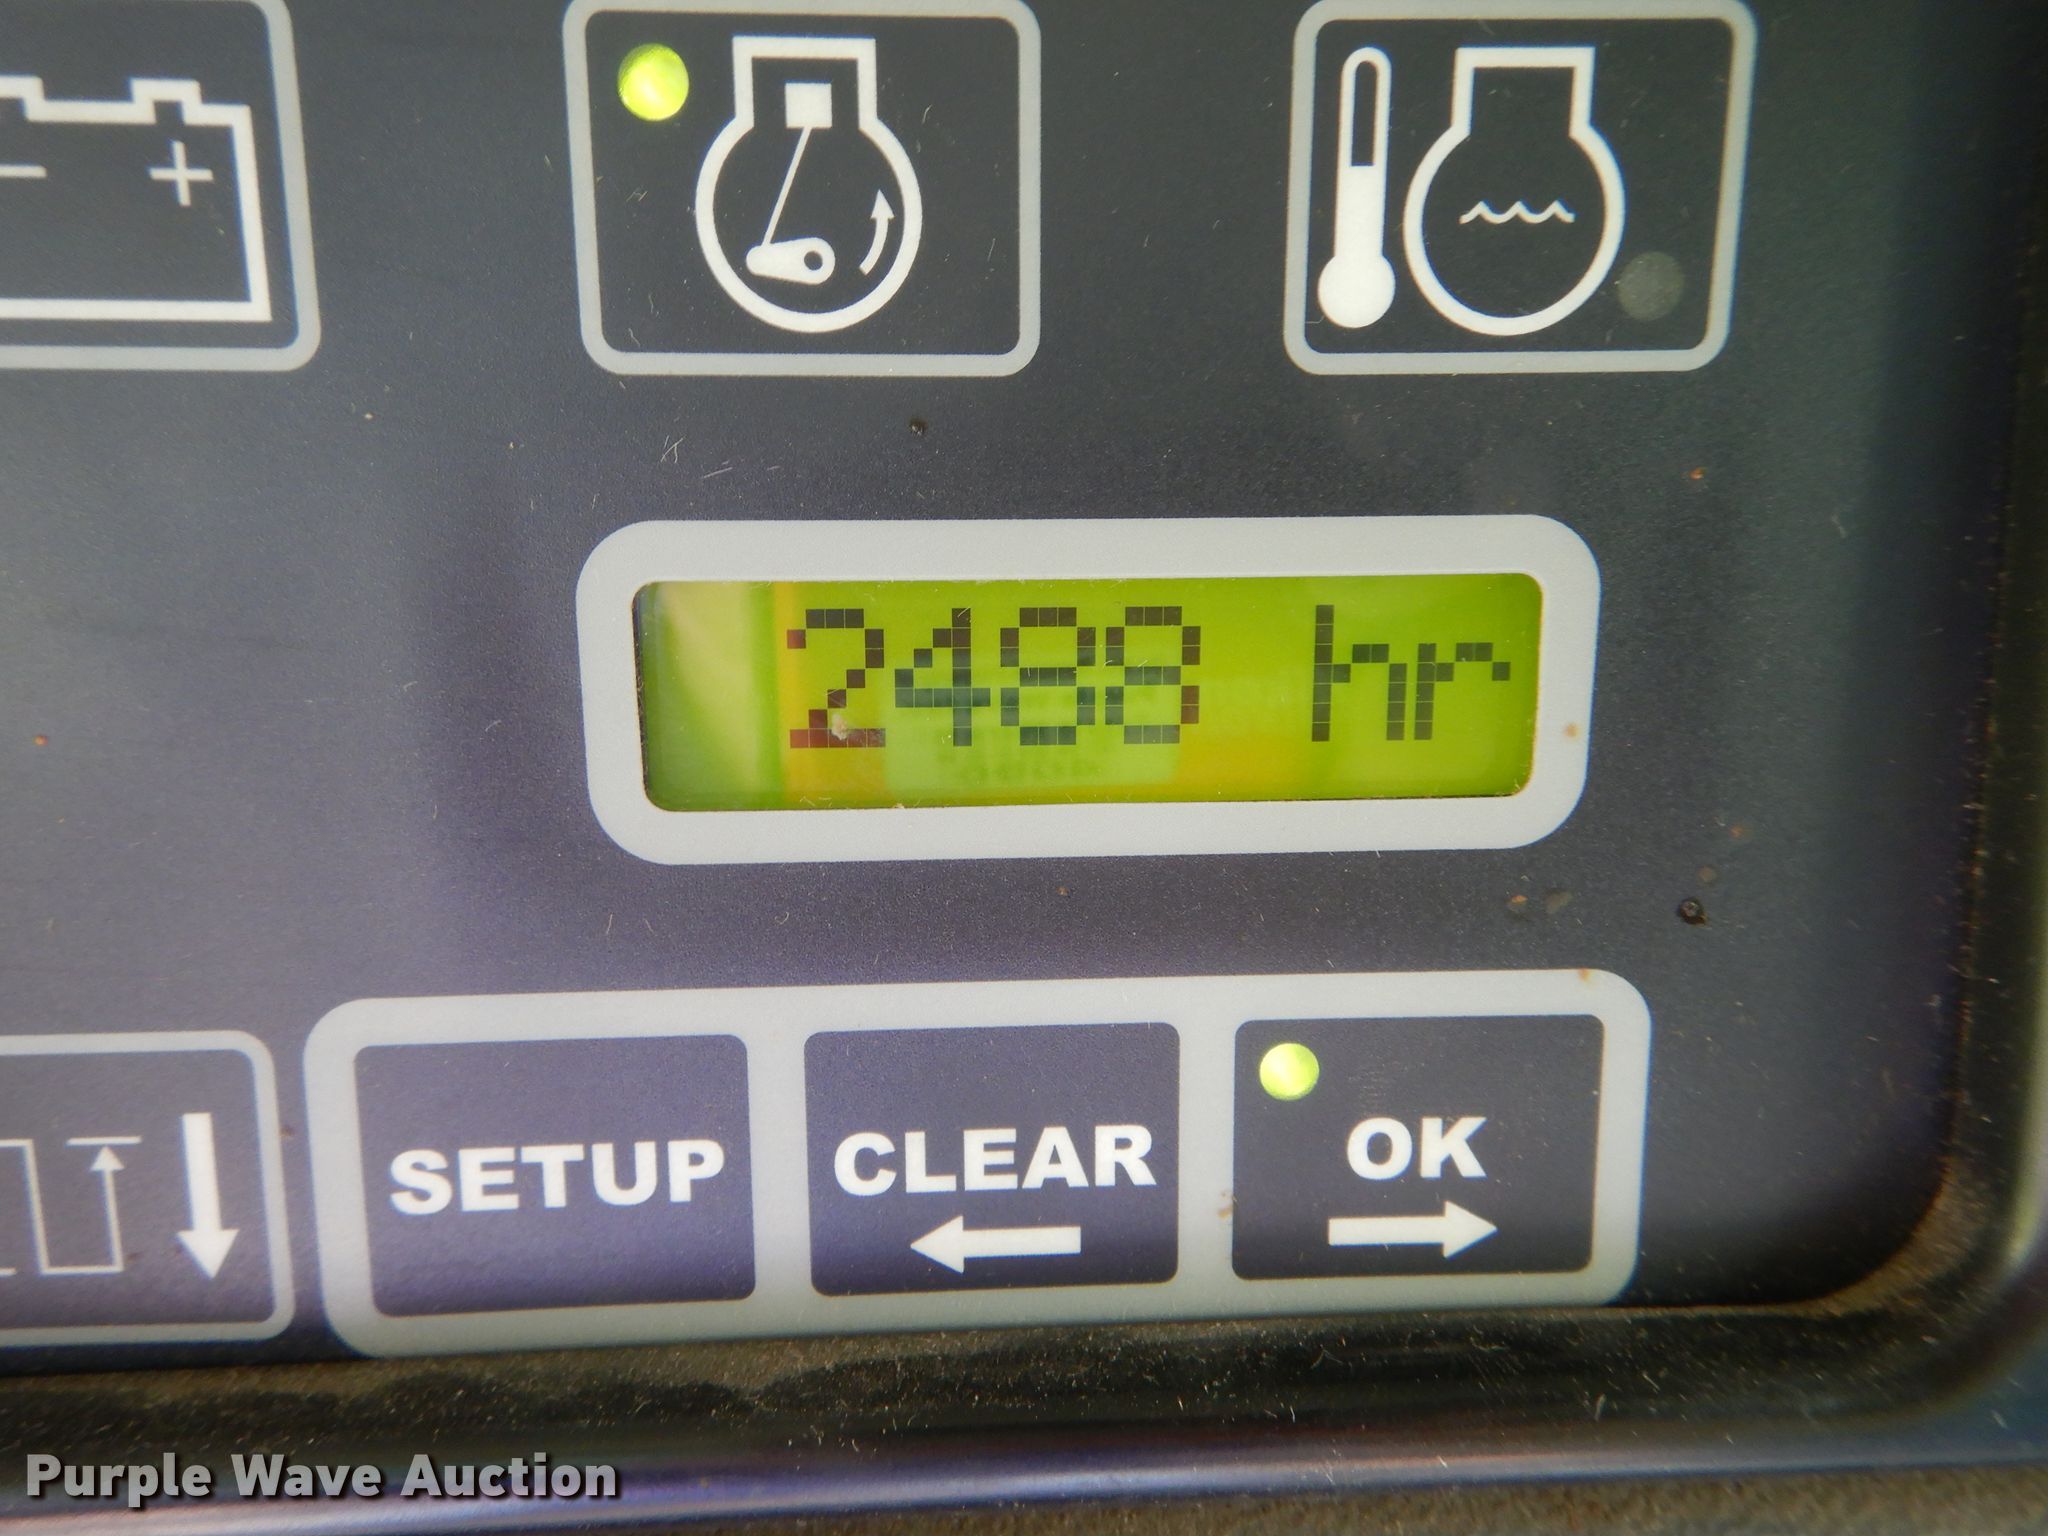 2488 hr
SETUP
CLEAR
OK
Purple Wave Auction